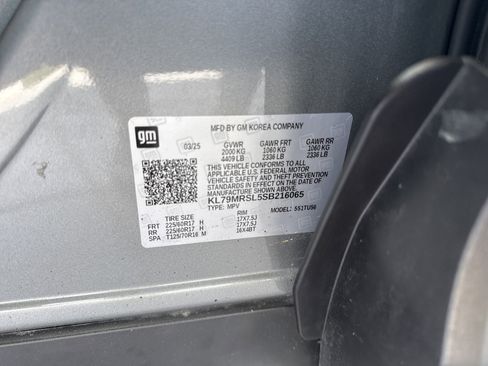 gm
MFD BY GM KOREA COMPANY
03/25 GVWR GAWR FRT GAWR RR
2000 KG 1060 KG 1060 KG
4409 LB 2336 LB 2336 LB
THIS VEHICLE CONFORMS TO ALL
APPLICABLE U.S. FEDERAL MOTOR
VEHICLE SAFETY AND THEFT
PREVENTION STANDARDS IN EFFECT ON THE DATE OF
MANUFACTURE SHOWN ABOVE.
KL79MRSL5SB216065
TYPE: MPV MODEL:
TIRE SIZE RIM
FRT 225/60R17 H 17X7.5J
RR 225/60R17 H 17X7.5J
SPA T125/70R16 M 16X4BT